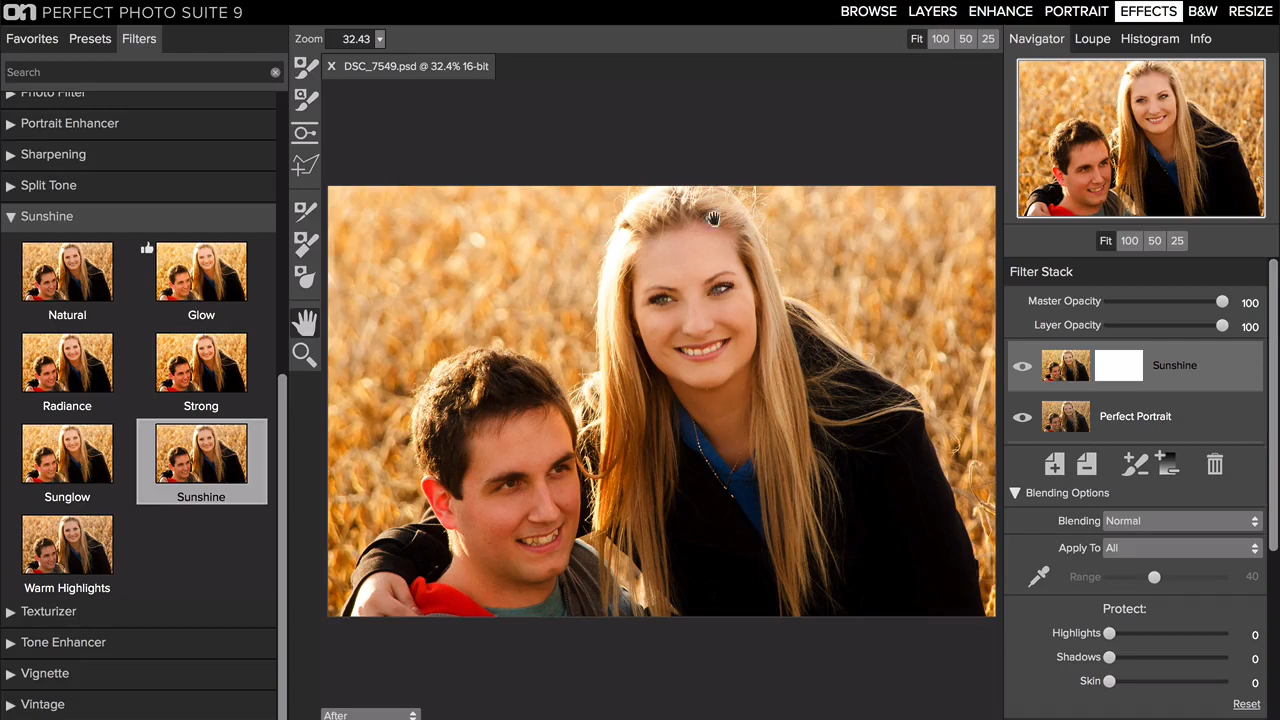 on PERFECT PHOTO SUITE 9
BROWSE LAYERS ENHANCE PORTRAIT EFFECTS B&W RESIZE
Favorites Presets Filters
Zoom 32.43
Fit 100 50 25
Navigator Loupe Histogram Info
Search
DSC_7549.psd @ 32.4% 16-bit
Photo Filter
Portrait Enhancer
Sharpening
Split Tone
Sunshine
Natural Glow
Radiance Strong
Sunglow Sunshine
Warm Highlights
Texturizer
Tone Enhancer
Vignette
Vintage
After
Fit 100 50 25
Filter Stack
Master Opacity 100
Layer Opacity 100
Sunshine
Perfect Portrait
Blending Options
Blending Normal
Apply To All
Range 40
Protect:
Highlights 0
Shadows 0
Skin 0
Reset